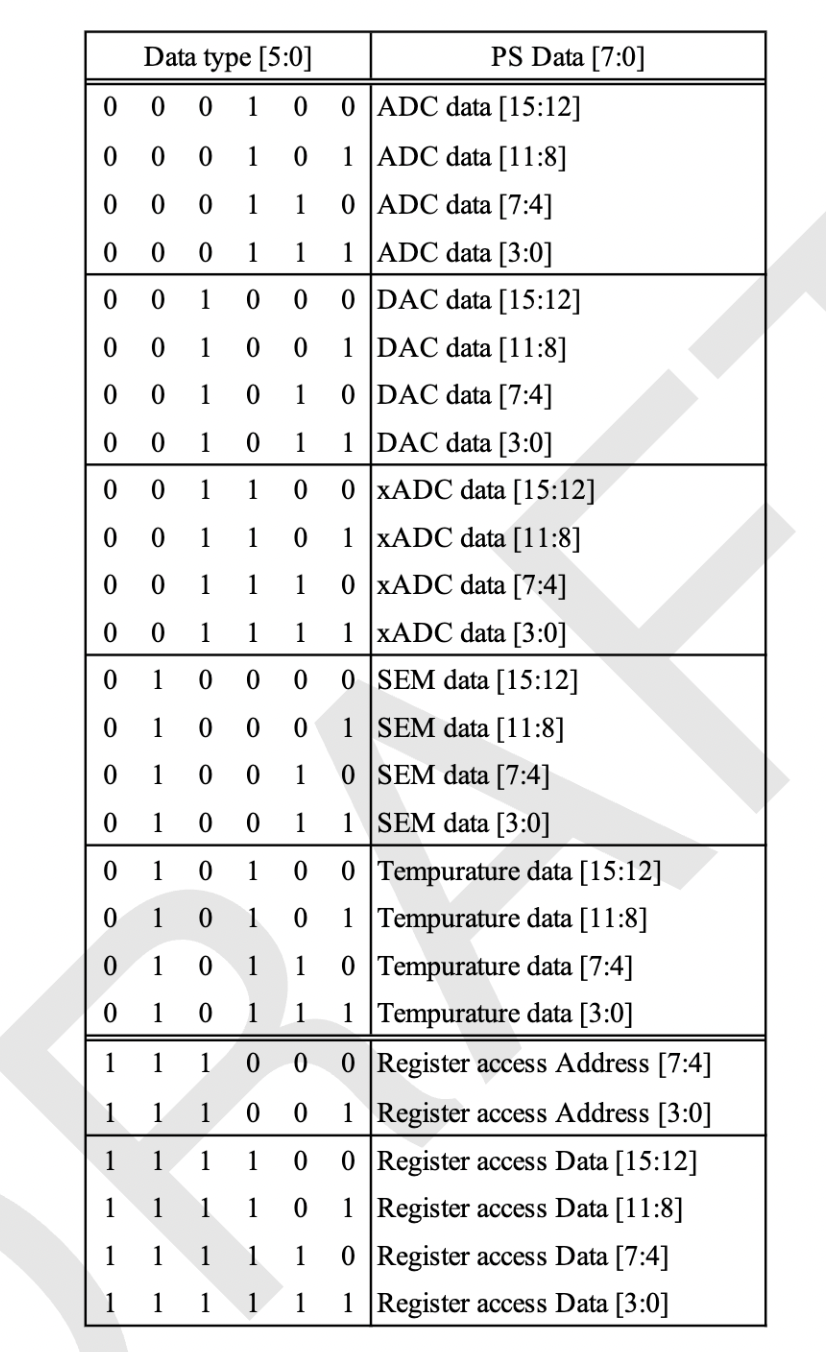 Data type [5:0] PS Data [7:0]
0 0 0 1 0 0 ADC data [15:12]
0 0 0 1 0 1 ADC data [11:8]
0 0 0 1 1 0 ADC data [7:4]
0 0 0 1 1 1 ADC data [3:0]
0 0 1 0 0 0 DAC data [15:12]
0 0 1 0 0 1 DAC data [11:8]
0 0 1 0 1 0 DAC data [7:4]
0 0 1 0 1 1 DAC data [3:0]
0 0 1 1 0 0 xADC data [15:12]
0 0 1 1 0 1 xADC data [11:8]
0 0 1 1 1 0 xADC data [7:4]
0 0 1 1 1 1 xADC data [3:0]
0 1 0 0 0 0 SEM data [15:12]
0 1 0 0 0 1 SEM data [11:8]
0 1 0 0 1 0 SEM data [7:4]
0 1 0 0 1 1 SEM data [3:0]
0 1 0 1 0 0 Tempurature data [15:12]
0 1 0 1 0 1 Tempurature data [11:8]
0 1 0 1 1 0 Tempurature data [7:4]
0 1 0 1 1 1 Tempurature data [3:0]
1 1 1 0 0 0 Register access Address [7:4]
1 1 1 0 0 1 Register access Address [3:0]
1 1 1 1 0 0 Register access Data [15:12]
1 1 1 1 0 1 Register access Data [11:8]
1 1 1 1 1 0 Register access Data [7:4]
1 1 1 1 1 1 Register access Data [3:0]